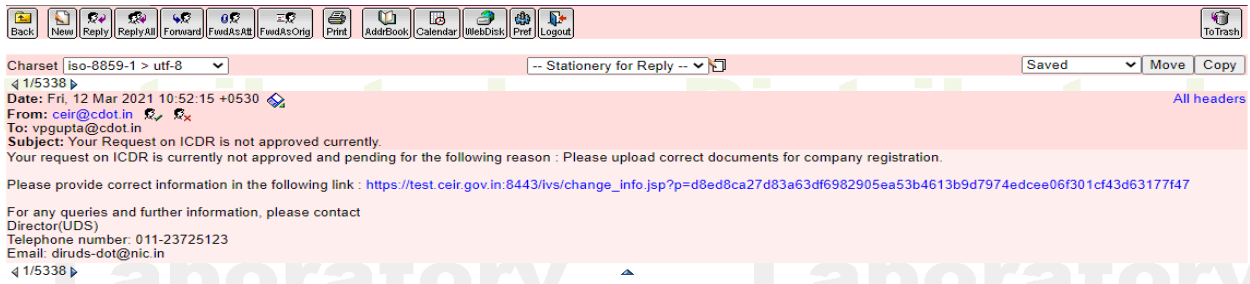 Back New Reply ReplyAll Forward FwdAsAtt FwdAsOrig Print AddrBook Calendar WebDisk Pref Logout ToTrash
Charset iso-8859-1 > utf-8 -- Stationery for Reply -- Saved Move Copy
1/5338
Date: Fri, 12 Mar 2021 10:52:15 +0530 All headers
From: ceir@cdot.in
To: vpgupta@cdot.in
Subject: Your Request on ICDR is not approved currently.
Your request on ICDR is currently not approved and pending for the following reason : Please upload correct documents for company registration.
Please provide correct information in the following link : https://test.ceir.gov.in:8443/ivs/change_info.jsp?p=d8ed8ca27d83a63df6982905ea53b4613b9d7974edcee06f301cf43d63177f47
For any queries and further information, please contact
Director(UDS)
Telephone number: 011-23725123
Email: diruds-dot@nic.in
1/5338
Laboratory Laboratory